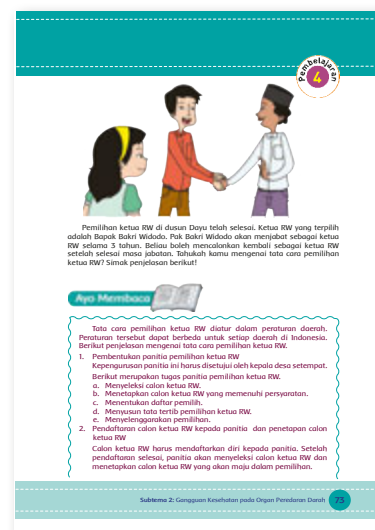 Pembelajaran
4
Pemilihan ketua RW di dusun Dayu telah selesai. Ketua RW yang terpilih
adalah Bapak Bakri Widodo. Pak Bakri Widodo akan menjabat sebagai ketua
RW selama 3 tahun. Beliau boleh mencalonkan kembali sebagai ketua RW
setelah selesai masa jabatan. Tahukah kamu mengenai tata cara pemilihan
ketua RW? Simak penjelasan berikut!
Ayo Membaca
Tata cara pemilihan ketua RW diatur dalam peraturan daerah.
Peraturan tersebut dapat berbeda untuk setiap daerah di Indonesia.
Berikut penjelasan mengenai tata cara pemilihan ketua RW.
1. Pembentukan panitia pemilihan ketua RW
Kepengurusan panitia ini harus disetujui oleh kepala desa setempat.
Berikut merupakan tugas panitia pemilihan ketua RW.
a. Menyeleksi calon ketua RW.
b. Menetapkan calon ketua RW yang memenuhi persyaratan.
c. Menentukan daftar pemilih.
d. Menyusun tata tertib pemilihan ketua RW.
e. Menyelenggarakan pemilihan.
2. Pendaftaran calon ketua RW kepada panitia dan penetapan calon
ketua RW
Calon ketua RW harus mendaftarkan diri kepada panitia. Setelah
pendaftaran selesai, panitia akan menyeleksi calon ketua RW dan
menetapkan calon ketua RW yang akan maju dalam pemilihan.
Subtema 2: Gangguan Kesehatan pada Organ Peredaran Darah 73